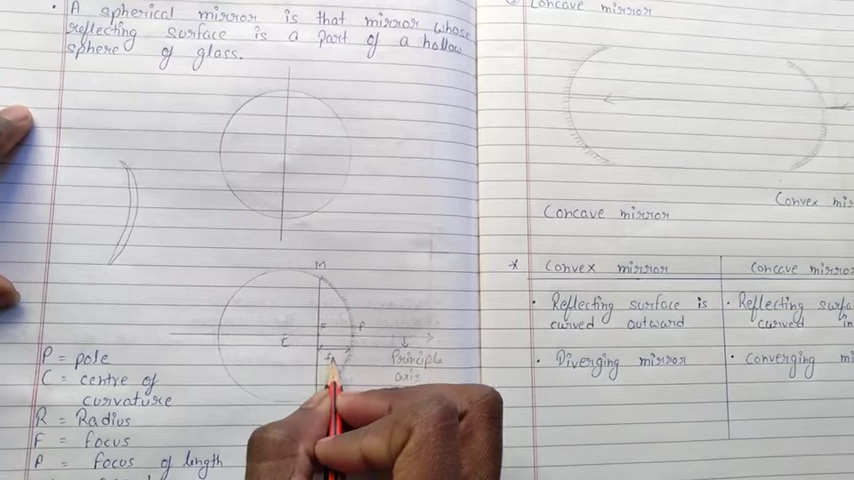 • A spherical mirror is that mirror whose
reflecting surface is a part of a hollow
sphere of glass.
M
F
P
C
f
Principle
axis
P = pole
C = centre of
curvature
R = Radius
F = focus
P = focus of length
Concave mirror
Concave mirror
Convex mi
* Convex mirror
• Reflecting surface is
curved outward
• Diverging mirror
Concave mirro
• Reflecting surfa
curved in
• Converging mi